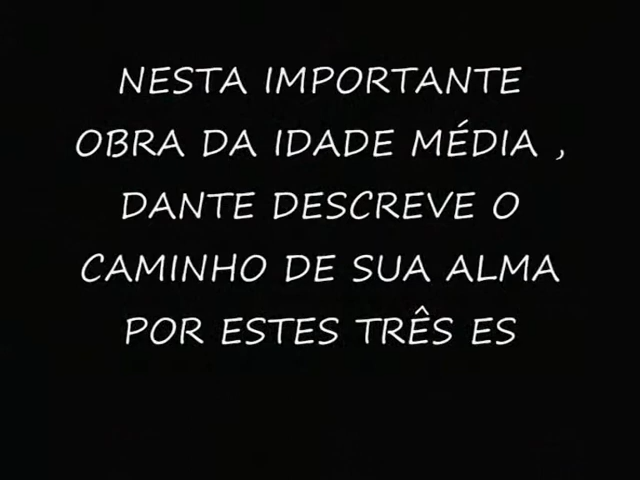 NESTA IMPORTANTE
OBRA DA IDADE MÉDIA ,
DANTE DESCREVE O
CAMINHO DE SUA ALMA
POR ESTES TRÊS ES